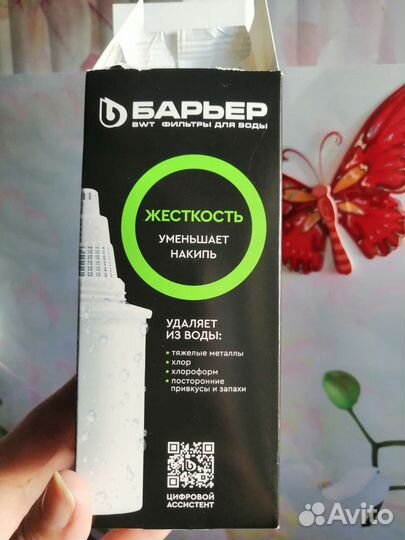 БАРЬЕР
BWT ФИЛЬТРЫ ДЛЯ ВОДЫ
ЖЕСТКОСТЬ
УМЕНЬШАЕТ
НАКИПЬ
УДАЛЯЕТ
ИЗ ВОДЫ:
• тяжелые металлы
• хлор
• хлороформ
• посторонние
привкусы и запахи
ЦИФРОВОЙ
АССИСТЕНТ
Avito